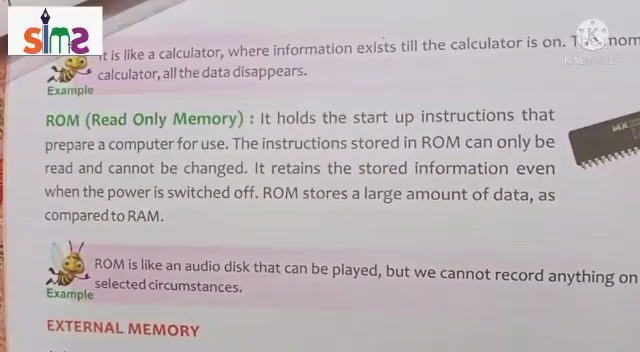 sims
It is like a calculator, where information exists till the calculator is on.
calculator, all the data disappears.
Example
ROM (Read Only Memory) : It holds the start up instructions that
prepare a computer for use. The instructions stored in ROM can only be
read and cannot be changed. It retains the stored information even
when the power is switched off. ROM stores a large amount of data, as
compared to RAM.
MX
ROM is like an audio disk that can be played, but we cannot record anything on
selected circumstances.
Example
EXTERNAL MEMORY